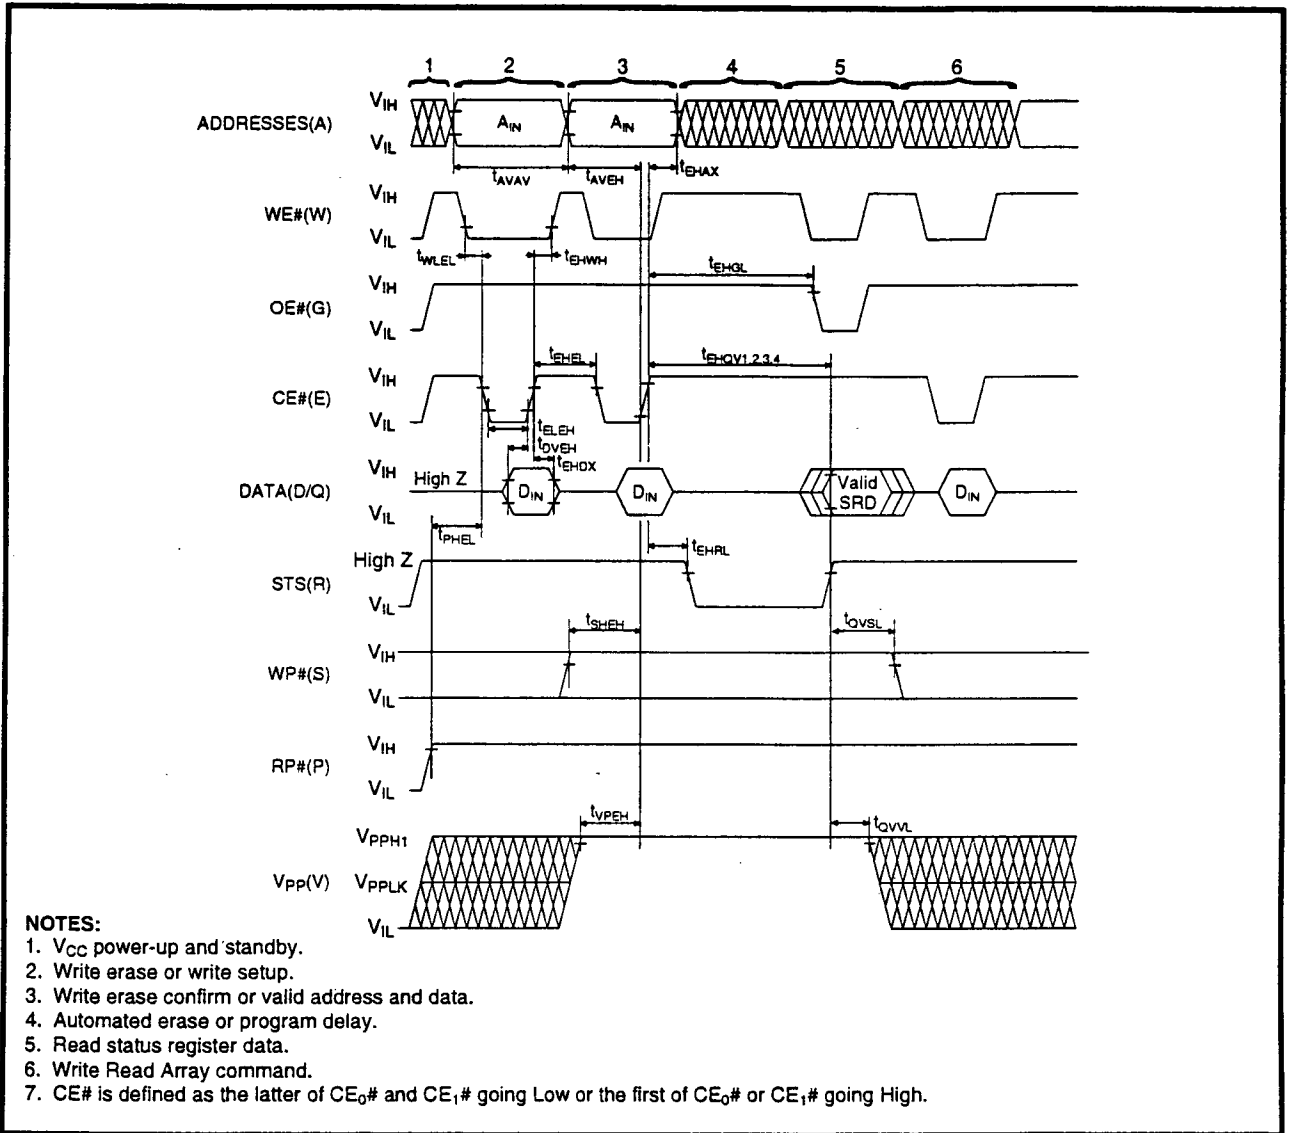 1 2 3 4 5 6
V_IH
ADDRESSES(A)
A_IN A_IN
V_IL
t_AVAV t_AVEH t_EHAX
V_IH
WE#(W)
V_IL
t_WLEL t_EHWH t_EHGL
V_IH
OE#(G)
V_IL
t_EHEL t_EHQV1,2,3,4
V_IH
CE#(E)
V_IL
t_ELEH
t_DVEH
t_EHDX
V_IH
High Z
DATA(D/Q)
D_IN D_IN Valid SRD D_IN
V_IL
t_PHEL
t_EHRL
High Z
STS(R)
V_IL
t_SHEH t_QVSL
V_IH
WP#(S)
V_IL
V_IH
RP#(P)
V_IL
t_VPEH t_QVVL
V_PPH1
V_PP(V) V_PPLK
V_IL
NOTES:
1. V_CC power-up and standby.
2. Write erase or write setup.
3. Write erase confirm or valid address and data.
4. Automated erase or program delay.
5. Read status register data.
6. Write Read Array command.
7. CE# is defined as the latter of CE_0# and CE_1# going Low or the first of CE_0# or CE_1# going High.